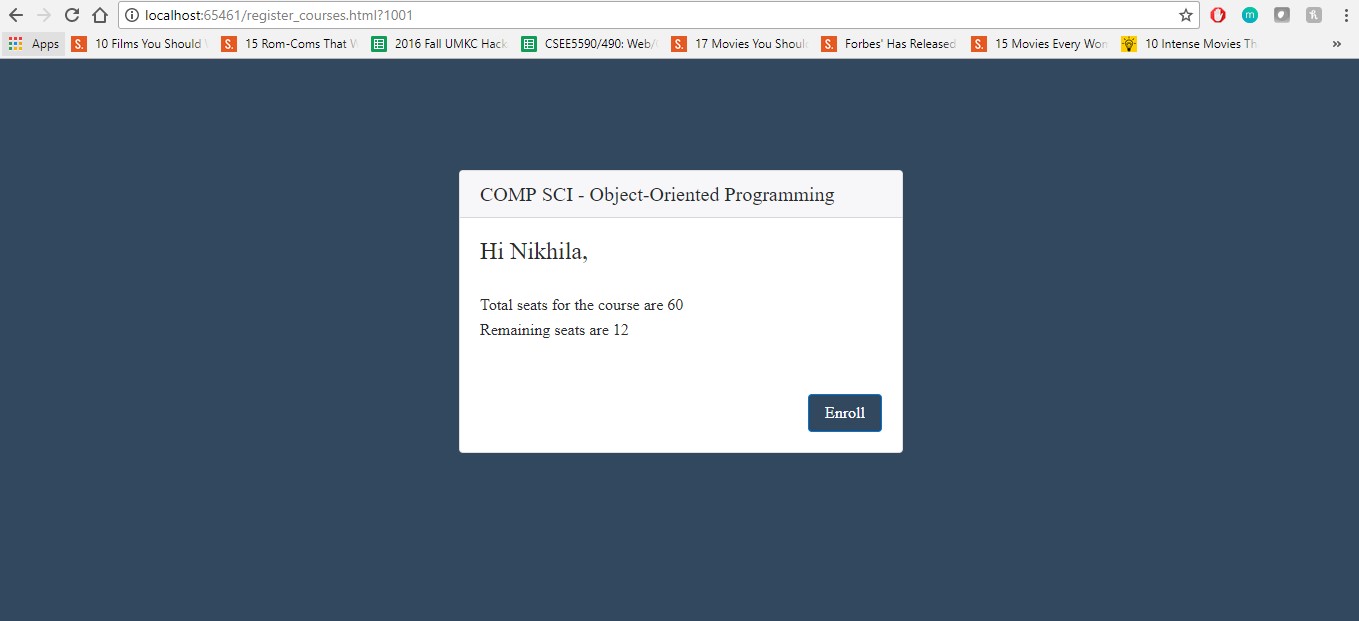 localhost:65461/register_courses.html?1001
Apps
10 Films You Should
15 Rom-Coms That
2016 Fall UMKC Hack
CSEE5590/490: Web/
17 Movies You Shoul
Forbes' Has Released
15 Movies Every Wom
10 Intense Movies Th
COMP SCI - Object-Oriented Programming
Hi Nikhila,
Total seats for the course are 60
Remaining seats are 12
Enroll